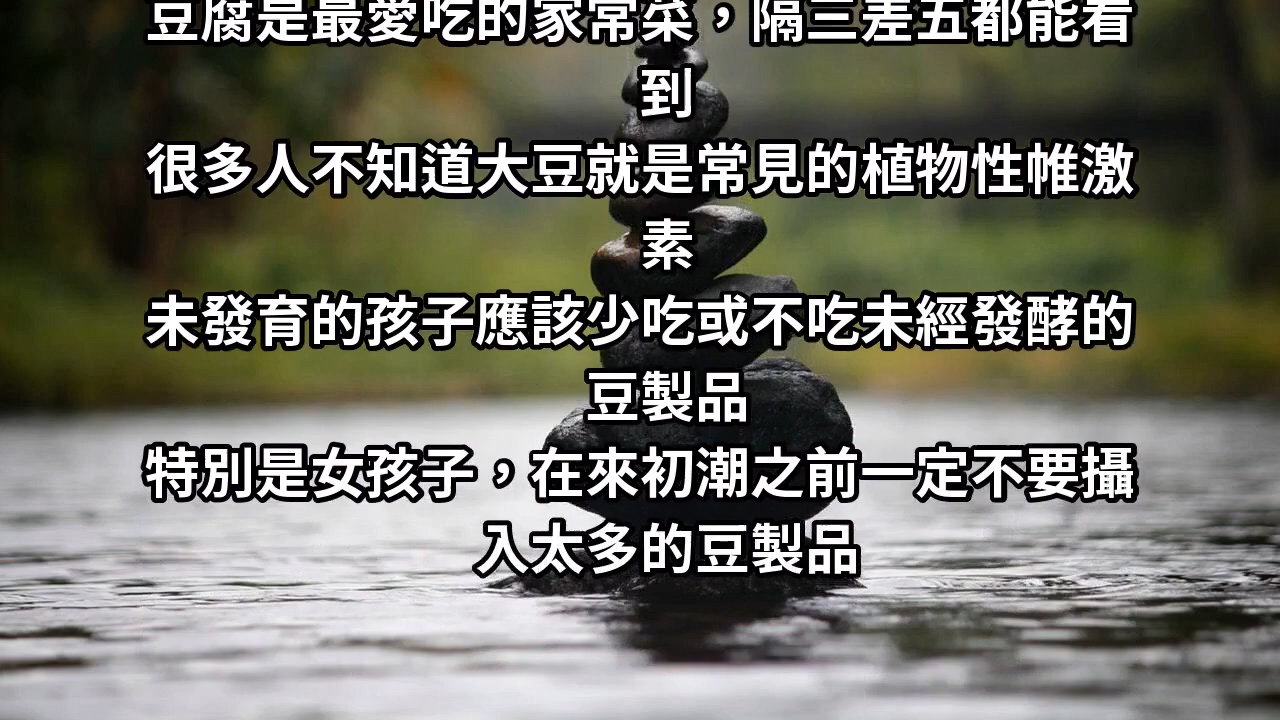 豆腐是最愛吃的家常菜，隔三差五都能看
到
很多人不知道大豆就是常見的植物性帷激
素
未發育的孩子應該少吃或不吃未經發酵的
豆製品
特別是女孩子，在來初潮之前一定不要攝
入太多的豆製品